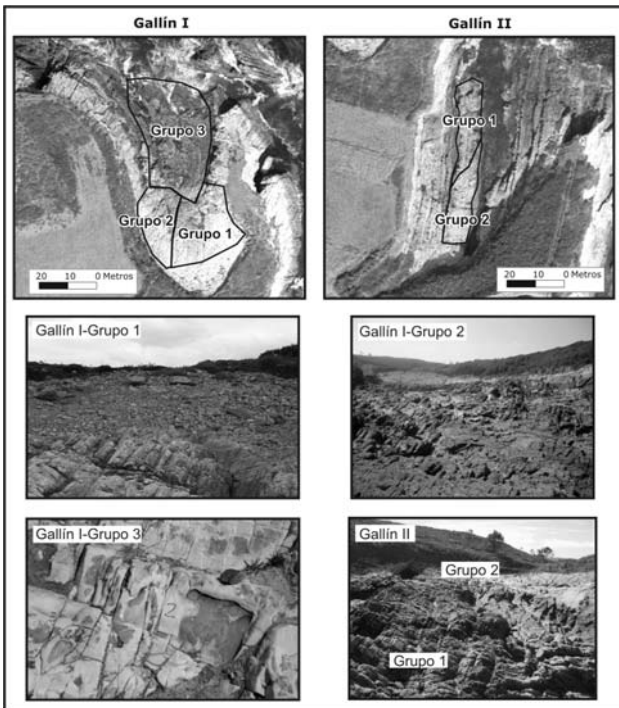 Gallín I
Gallín II
Grupo 3
Grupo 2
Grupo 1
20 10 0 Metros
Grupo 1
Grupo 2
20 10 0 Metros
Gallín I-Grupo 1
Gallín I-Grupo 2
Gallín I-Grupo 3
2
Gallín II
Grupo 2
Grupo 1